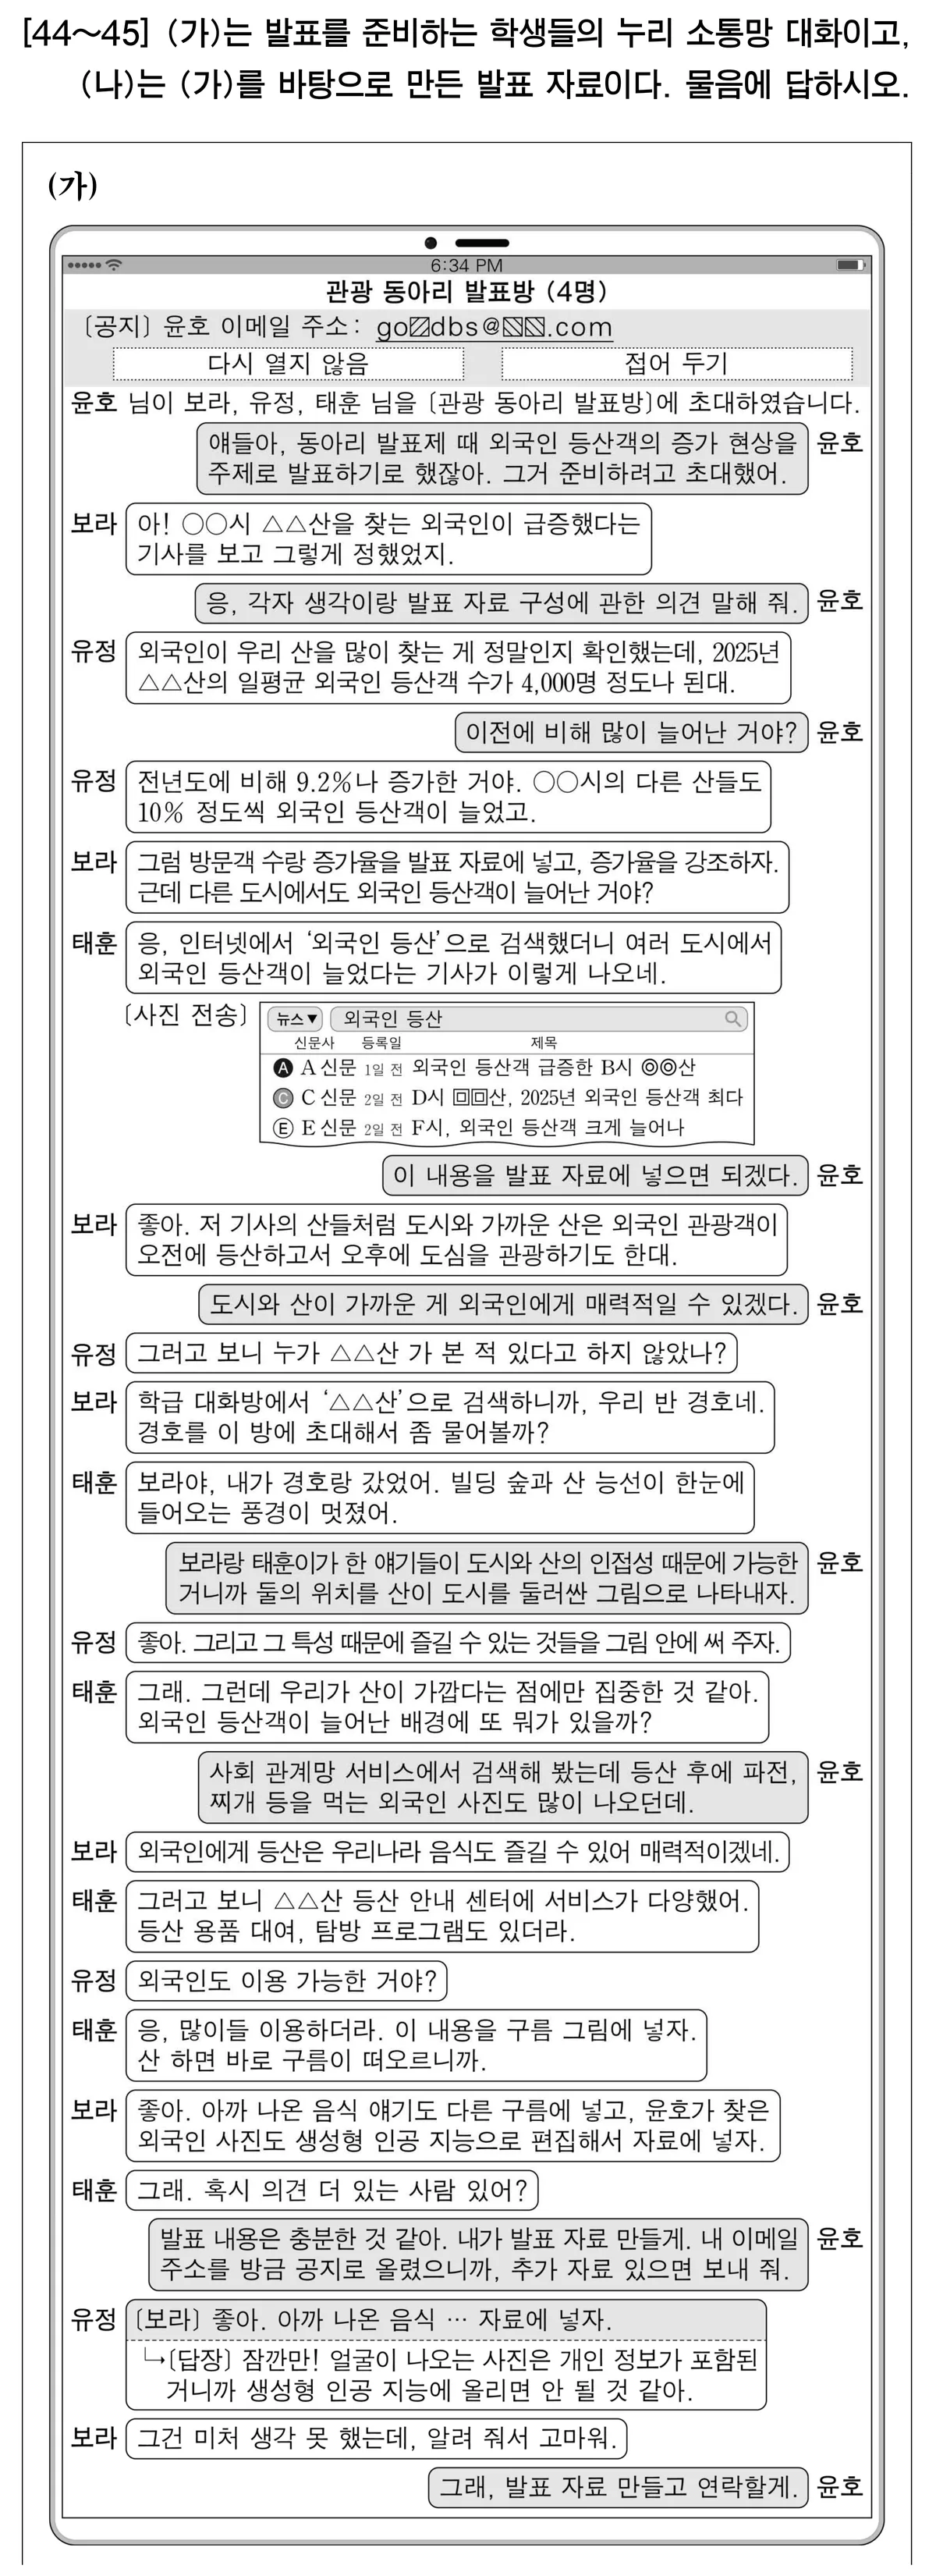 [44～45] (가)는 발표를 준비하는 학생들의 누리 소통망 대화이고,
(나)는 (가)를 바탕으로 만든 발표 자료이다. 물음에 답하시오.
(가)
6:34 PM
관광 동아리 발표방 (4명)
〔공지〕 윤호 이메일 주소: go▨dbs@▧▧.com
다시 열지 않음 접어 두기
윤호 님이 보라, 유정, 태훈 님을 〔관광 동아리 발표방〕에 초대하였습니다.
얘들아, 동아리 발표제 때 외국인 등산객의 증가 현상을 윤호
주제로 발표하기로 했잖아. 그거 준비하려고 초대했어.
보라 아! ○○시 △△산을 찾는 외국인이 급증했다는
기사를 보고 그렇게 정했었지.
응, 각자 생각이랑 발표 자료 구성에 관한 의견 말해 줘. 윤호
유정 외국인이 우리 산을 많이 찾는 게 정말인지 확인했는데, 2025년
△△산의 일평균 외국인 등산객 수가 4,000명 정도나 된대.
이전에 비해 많이 늘어난 거야? 윤호
유정 전년도에 비해 9.2%나 증가한 거야. ○○시의 다른 산들도
10% 정도씩 외국인 등산객이 늘었고.
보라 그럼 방문객 수랑 증가율을 발표 자료에 넣고, 증가율을 강조하자.
근데 다른 도시에서도 외국인 등산객이 늘어난 거야?
태훈 응, 인터넷에서 ‘외국인 등산’으로 검색했더니 여러 도시에서
외국인 등산객이 늘었다는 기사가 이렇게 나오네.
〔사진 전송〕 뉴스▼ 외국인 등산
신문사 등록일 제목
A A 신문 1일 전 외국인 등산객 급증한 B시 ◎◎산
C C 신문 2일 전 D시 回回산, 2025년 외국인 등산객 최다
E E 신문 2일 전 F시, 외국인 등산객 크게 늘어나
이 내용을 발표 자료에 넣으면 되겠다. 윤호
보라 좋아. 저 기사의 산들처럼 도시와 가까운 산은 외국인 관광객이
오전에 등산하고서 오후에 도심을 관광하기도 한대.
도시와 산이 가까운 게 외국인에게 매력적일 수 있겠다. 윤호
유정 그러고 보니 누가 △△산 가 본 적 있다고 하지 않았나?
보라 학급 대화방에서 ‘△△산’으로 검색하니까, 우리 반 경호네.
경호를 이 방에 초대해서 좀 물어볼까?
태훈 보라야, 내가 경호랑 갔었어. 빌딩 숲과 산 능선이 한눈에
들어오는 풍경이 멋졌어.
보라랑 태훈이가 한 얘기들이 도시와 산의 인접성 때문에 가능한 윤호
거니까 둘의 위치를 산이 도시를 둘러싼 그림으로 나타내자.
유정 좋아. 그리고 그 특성 때문에 즐길 수 있는 것들을 그림 안에 써 주자.
태훈 그래. 그런데 우리가 산이 가깝다는 점에만 집중한 것 같아.
외국인 등산객이 늘어난 배경에 또 뭐가 있을까?
사회 관계망 서비스에서 검색해 봤는데 등산 후에 파전, 윤호
찌개 등을 먹는 외국인 사진도 많이 나오던데.
보라 외국인에게 등산은 우리나라 음식도 즐길 수 있어 매력적이겠네.
태훈 그러고 보니 △△산 등산 안내 센터에 서비스가 다양했어.
등산 용품 대여, 탐방 프로그램도 있더라.
유정 외국인도 이용 가능한 거야?
태훈 응, 많이들 이용하더라. 이 내용을 구름 그림에 넣자.
산 하면 바로 구름이 떠오르니까.
보라 좋아. 아까 나온 음식 얘기도 다른 구름에 넣고, 윤호가 찾은
외국인 사진도 생성형 인공 지능으로 편집해서 자료에 넣자.
태훈 그래. 혹시 의견 더 있는 사람 있어?
발표 내용은 충분한 것 같아. 내가 발표 자료 만들게. 내 이메일 윤호
주소를 방금 공지로 올렸으니까, 추가 자료 있으면 보내 줘.
유정 〔보라〕 좋아. 아까 나온 음식 … 자료에 넣자.
↳〔답장〕 잠깐만! 얼굴이 나오는 사진은 개인 정보가 포함된
거니까 생성형 인공 지능에 올리면 안 될 것 같아.
보라 그건 미처 생각 못 했는데, 알려 줘서 고마워.
그래, 발표 자료 만들고 연락할게. 윤호